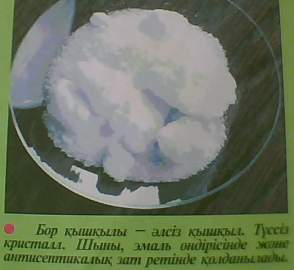 Бор қышқылы – әлсіз қышқыл. Түссіз
кристалл. Шыны, эмаль өндірісінде және
антисептикалық зат ретінде қолданылады.